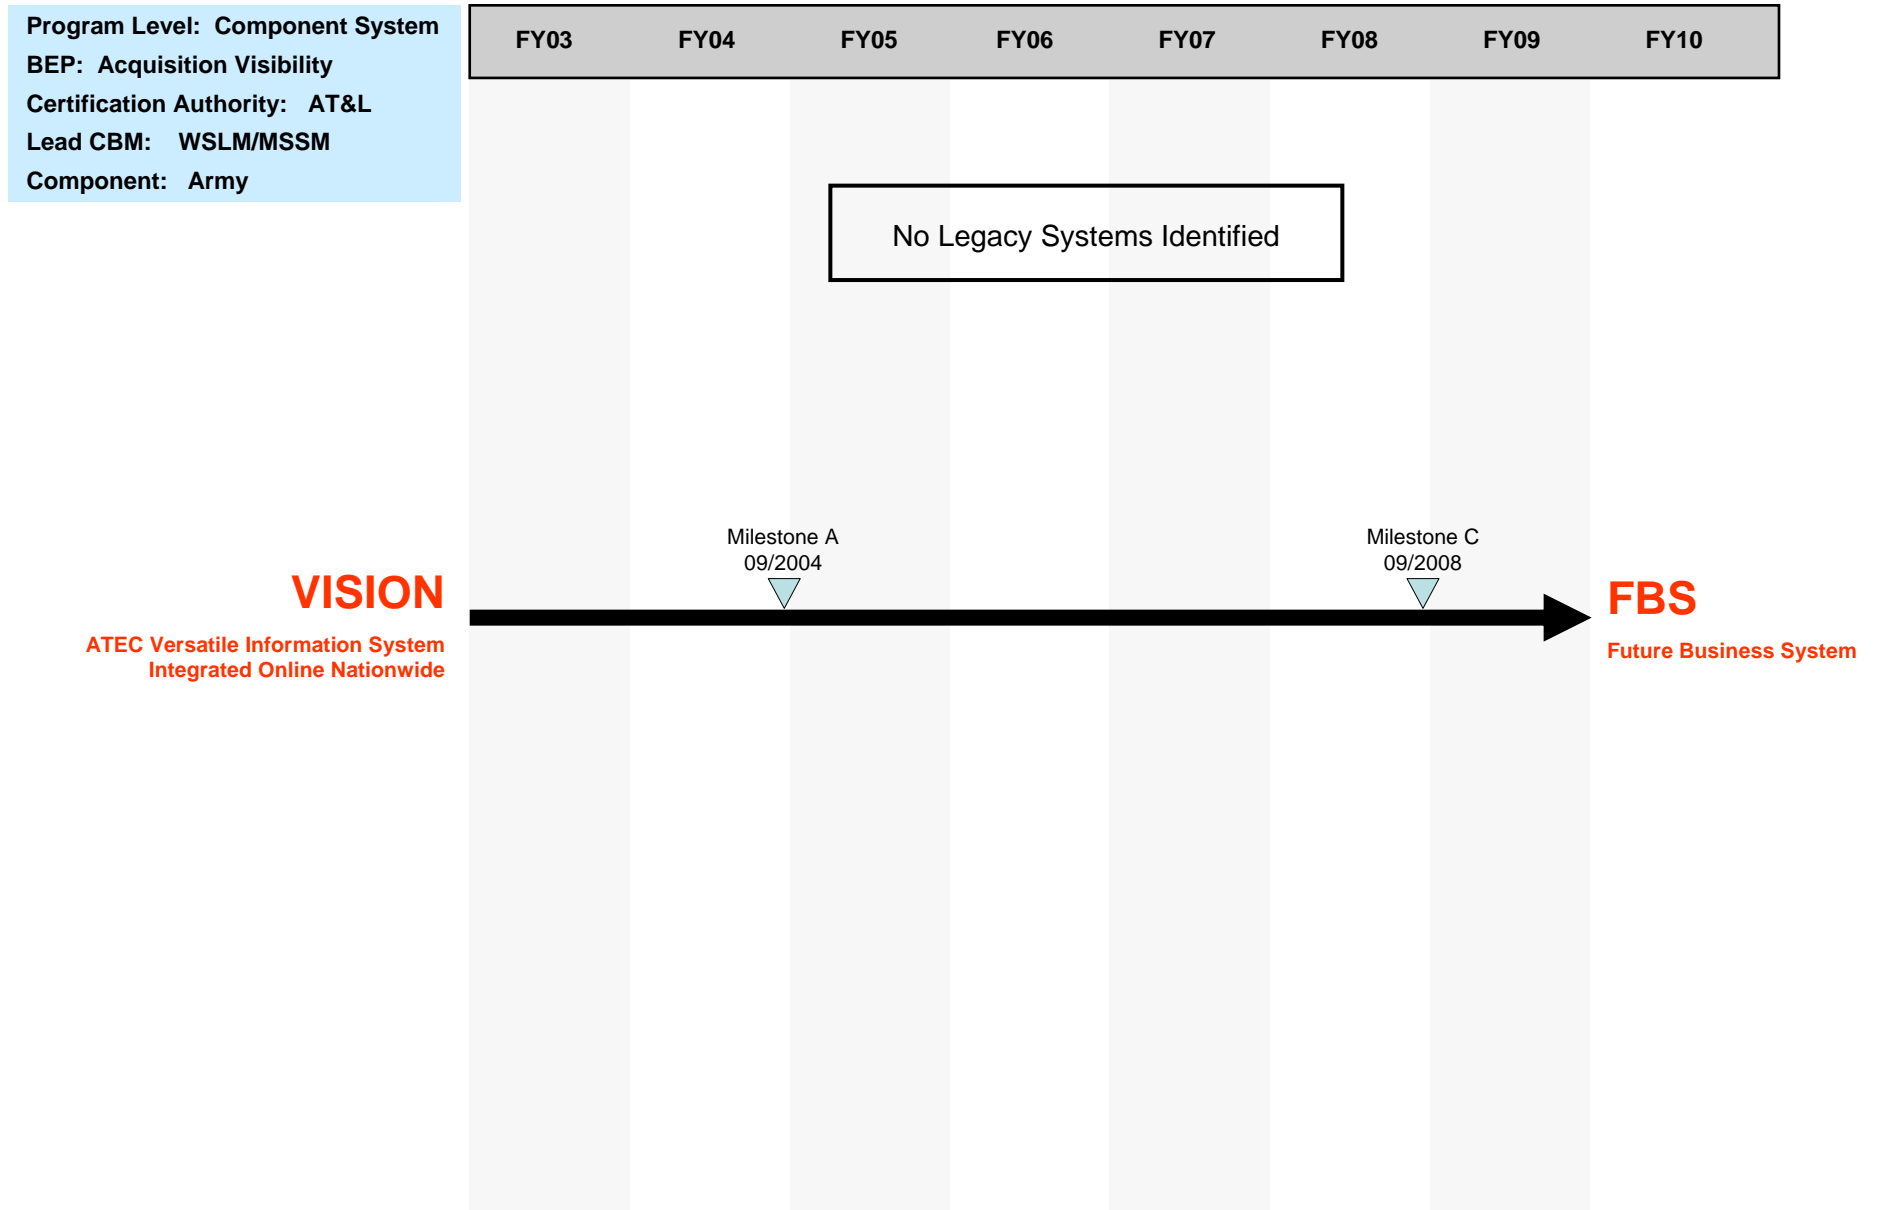 Program Level: Component System
BEP: Acquisition Visibility
Certification Authority: AT&L
Lead CBM: WSLM/MSSM
Component: Army
FY03 FY04 FY05 FY06 FY07 FY08 FY09 FY10
No Legacy Systems Identified
Milestone A
09/2004
Milestone C
09/2008
VISION
ATEC Versatile Information System
Integrated Online Nationwide
FBS
Future Business System